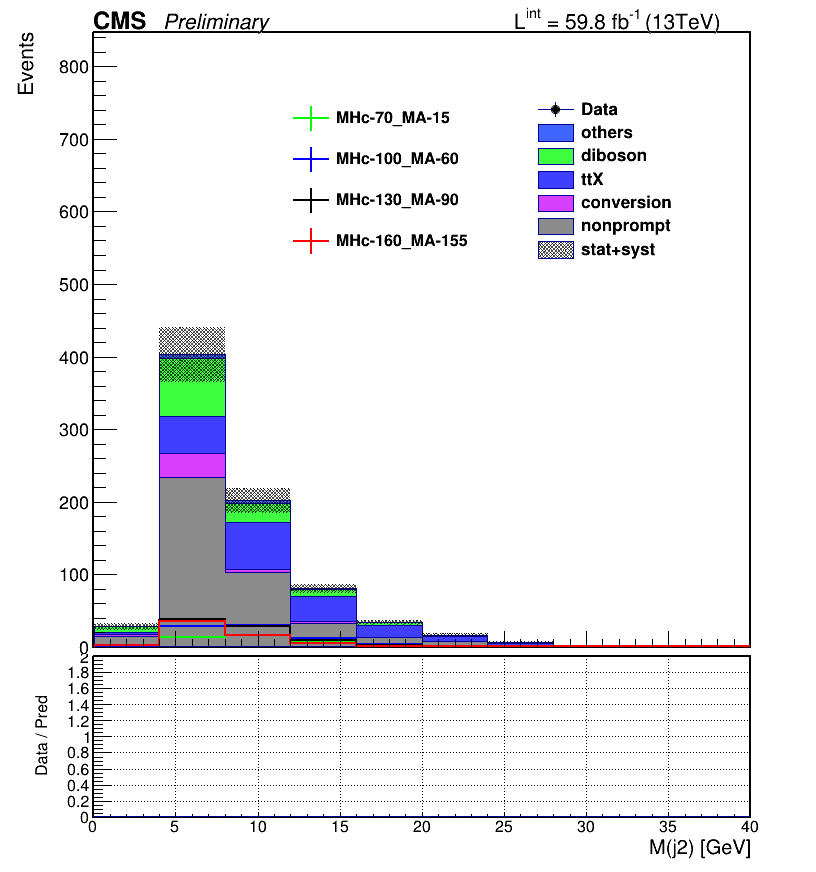 CMS Preliminary L^int = 59.8 fb^-1 (13TeV)
Events
800
700
600
500
400
300
200
100
0
MHc-70_MA-15
MHc-100_MA-60
MHc-130_MA-90
MHc-160_MA-155
Data
others
diboson
ttX
conversion
nonprompt
stat+syst
Data / Pred
2
1.8
1.6
1.4
1.2
1
0.8
0.6
0.4
0.2
0
0 5 10 15 20 25 30 35 40
M(j2) [GeV]